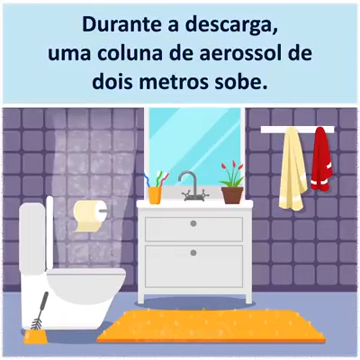 Durante a descarga,
uma coluna de aerossol de
dois metros sobe.